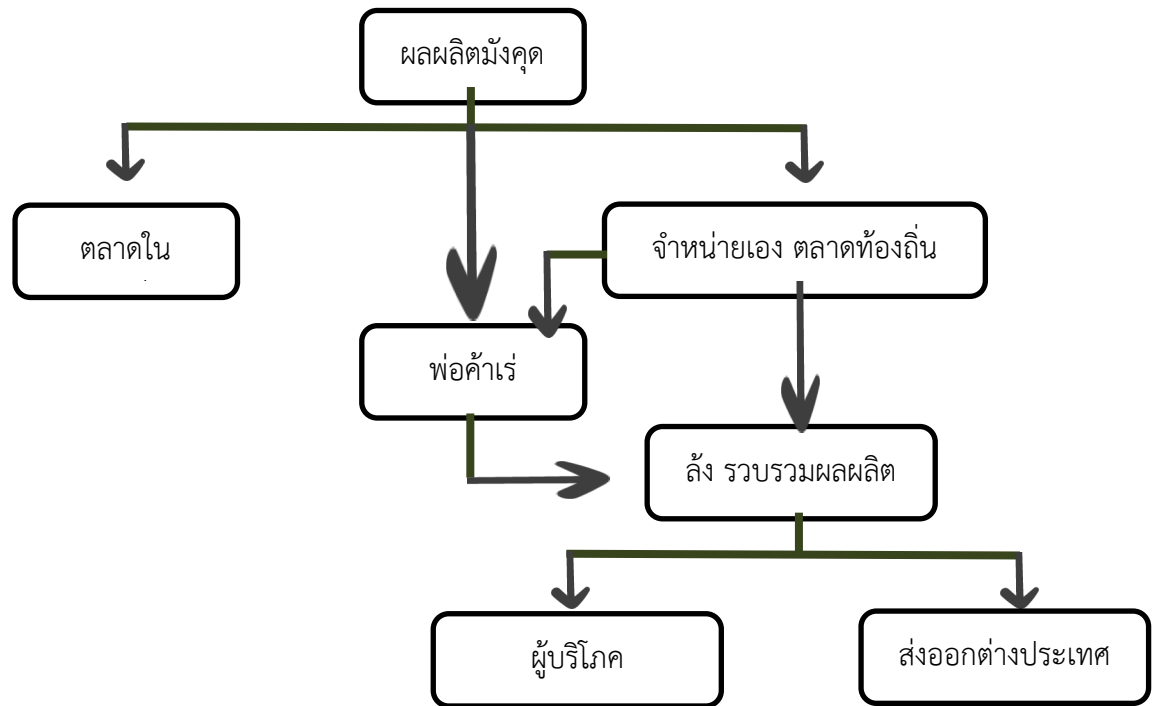 ผลผลิตมังคุด
ตลาดใน
จำหน่ายเอง ตลาดท้องถิ่น
พ่อค้าเร่
ล้ง รวบรวมผลผลิต
ผู้บริโภค
ส่งออกต่างประเทศ